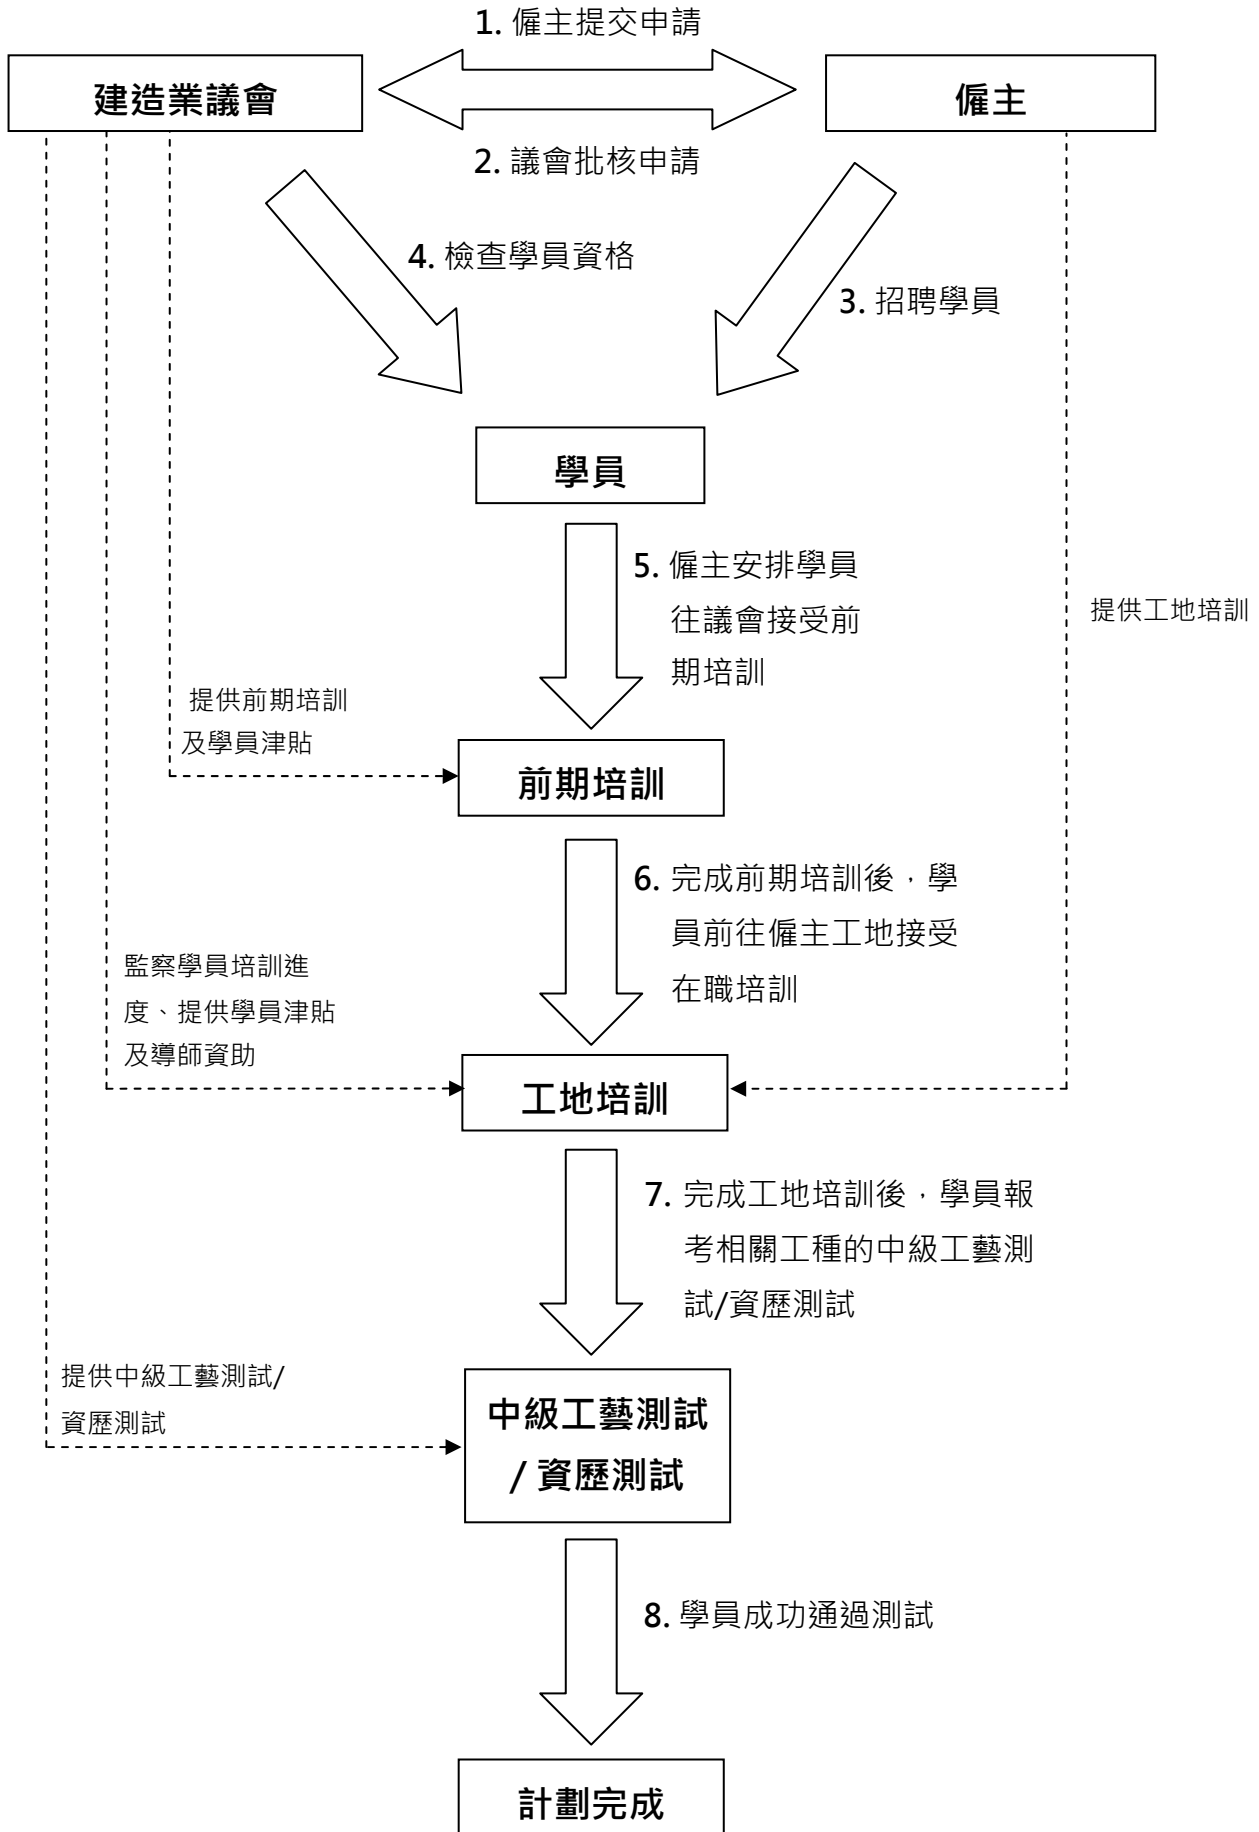 1. 僱主提交申請
建造業議會
僱主
2. 議會批核申請
4. 檢查學員資格
3. 招聘學員
學員
5. 僱主安排學員
往議會接受前
期培訓
提供工地培訓
提供前期培訓
及學員津貼
前期培訓
6. 完成前期培訓後，學
員前往僱主工地接受
在職培訓
監察學員培訓進
度、提供學員津貼
及導師資助
工地培訓
7. 完成工地培訓後，學員報
考相關工種的中級工藝測
試/資歷測試
提供中級工藝測試/
資歷測試
中級工藝測試
/ 資歷測試
8. 學員成功通過測試
計劃完成